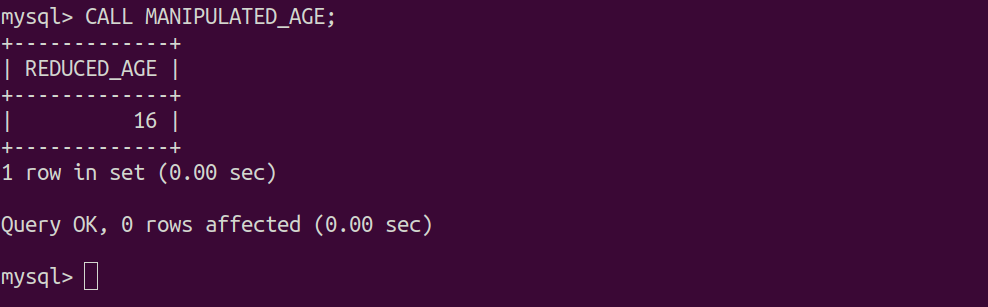 mysql> CALL MANIPULATED_AGE;
+-------------+
| REDUCED_AGE |
+-------------+
|          16 |
+-------------+
1 row in set (0.00 sec)
Query OK, 0 rows affected (0.00 sec)
mysql>